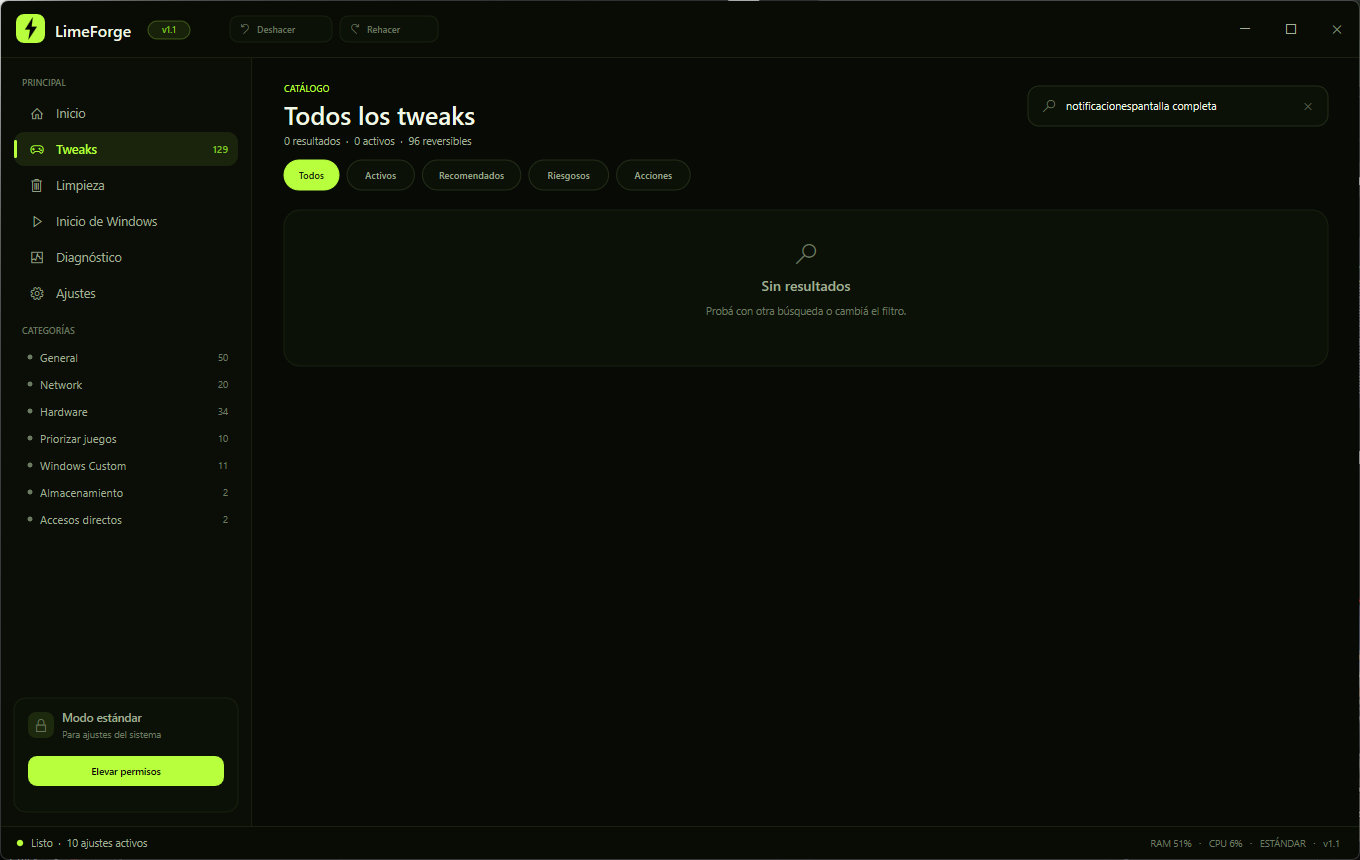 LimeForge
v1.1
Deshacer
Rehacer
PRINCIPAL
Inicio
Tweaks 129
Limpieza
Inicio de Windows
Diagnóstico
Ajustes
CATEGORÍAS
General 50
Network 20
Hardware 34
Priorizar juegos 10
Windows Custom 11
Almacenamiento 2
Accesos directos 2
Modo estándar
Para ajustes del sistema
Elevar permisos
CATÁLOGO
Todos los tweaks
0 resultados · 0 activos · 96 reversibles
notificacionespantalla completa
Todos
Activos
Recomendados
Riesgosos
Acciones
Sin resultados
Probá con otra búsqueda o cambiá el filtro.
Listo · 10 ajustes activos
RAM 51% · CPU 6% · ESTÁNDAR · v1.1